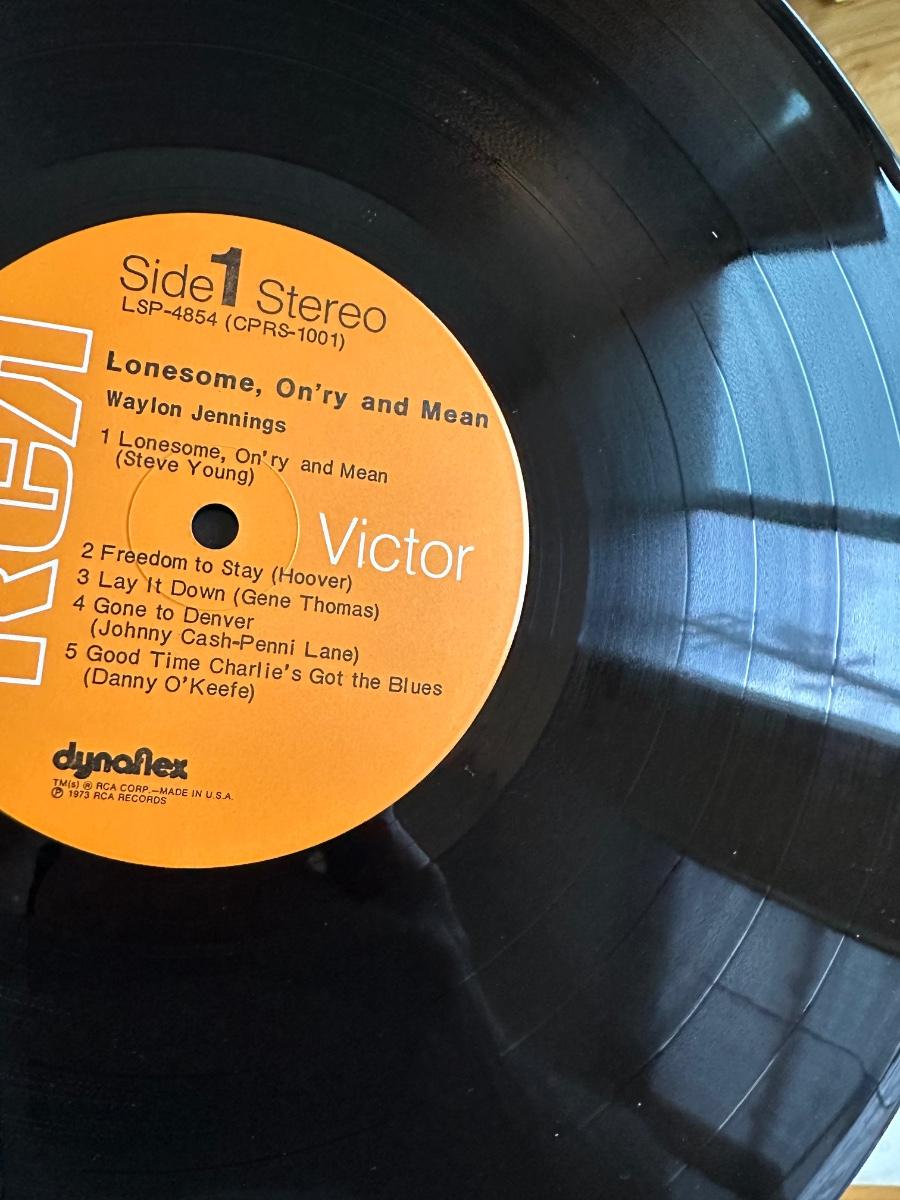 Side 1 Stereo
LSP-4854 (CPRS-1001)
Lonesome, On'ry and Mean
Waylon Jennings
1 Lonesome, On'ry and Mean
(Steve Young)
RCA
Victor
2 Freedom to Stay (Hoover)
3 Lay It Down (Gene Thomas)
4 Gone to Denver
(Johnny Cash-Penni Lane)
5 Good Time Charlie's Got the Blues
(Danny O'Keefe)
dynaflex
TM(s) ® RCA CORP.—MADE IN U.S.A.
℗ 1973 RCA RECORDS